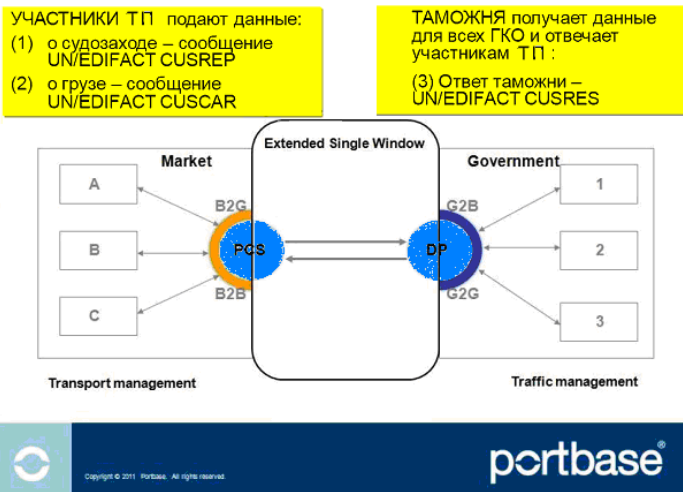 УЧАСТНИКИ ТП подают данные:
(1) о судозаходе – сообщение
UN/EDIFACT CUSREP
(2) о грузе – сообщение
UN/EDIFACT CUSCAR
ТАМОЖНЯ получает данные
для всех ГКО и отвечает
участникам ТП :
(3) Ответ таможни –
UN/EDIFACT CUSRES
Extended Single Window
Market
Government
A
B
C
B2G
PCS
B2B
G2B
DP
G2G
1
2
3
Transport management
Traffic management
Copyright © 2011 Portbase, All rights reserved.
portbase®